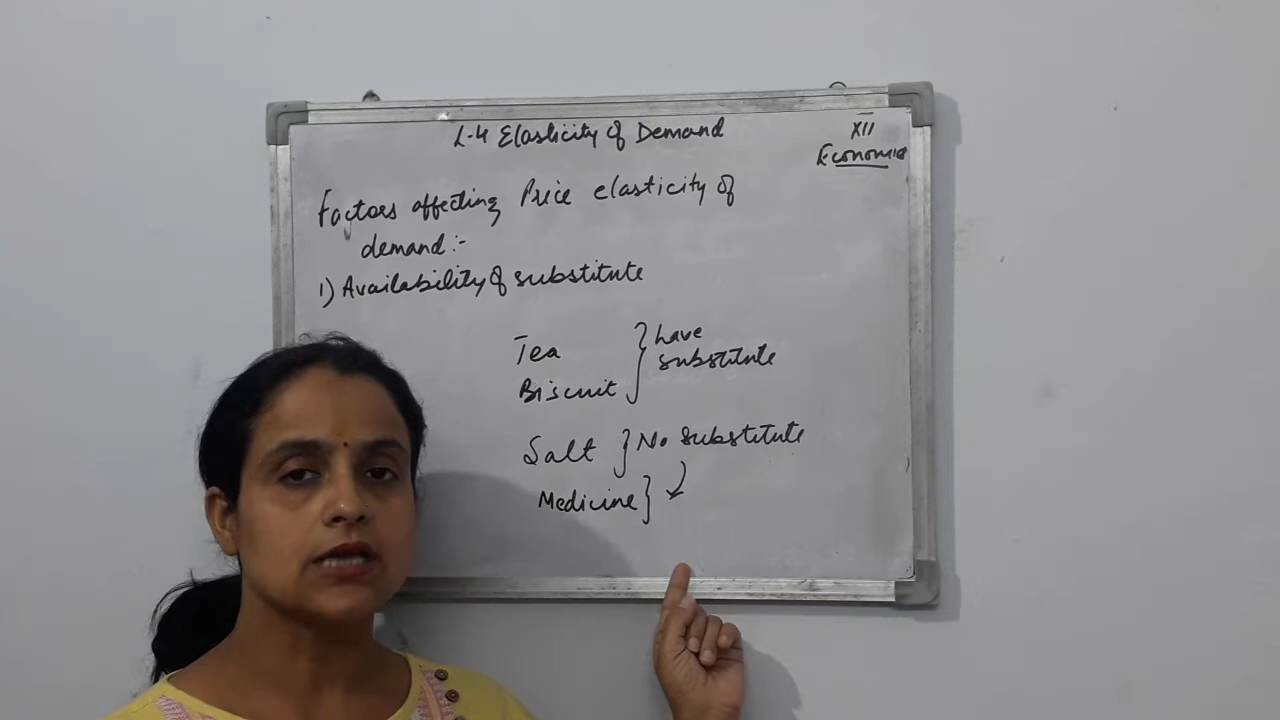 L-4 Elasticity of Demand
XII
Economics
Factors affecting Price elasticity of
demand :-
1) Availability of substitute
Tea
Biscuit
} have
substitute
Salt } No substitute
Medicine }